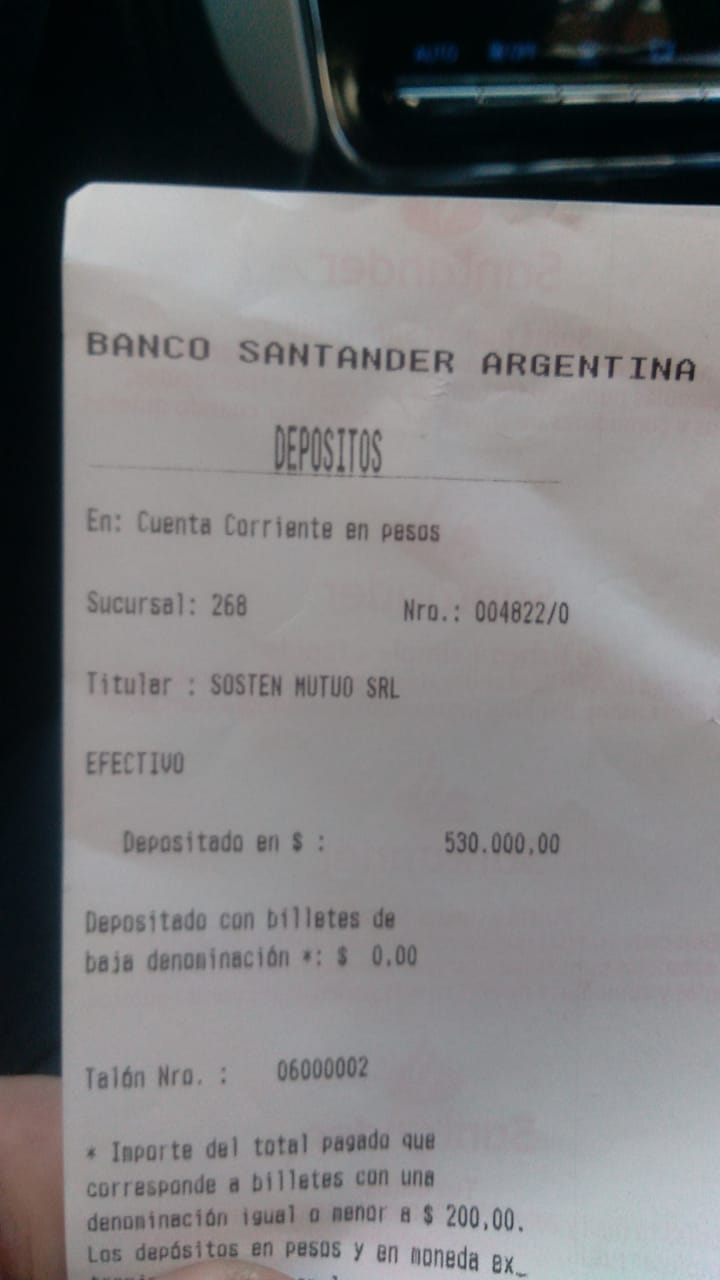 BANCO SANTANDER ARGENTINA
DEPOSITOS
En: Cuenta Corriente en pesos
Sucursal: 268 Nro.: 004822/0
Titular : SOSTEN MUTUO SRL
EFECTIVO
Depositado en $ : 530.000,00
Depositado con billetes de
baja denominación *: $ 0.00
Talón Nro. : 06000002
* Importe del total pagado que
corresponde a billetes con una
denominación igual o menor a $ 200,00.
Los depósitos en pesos y en moneda ex_
Santander
AUTO